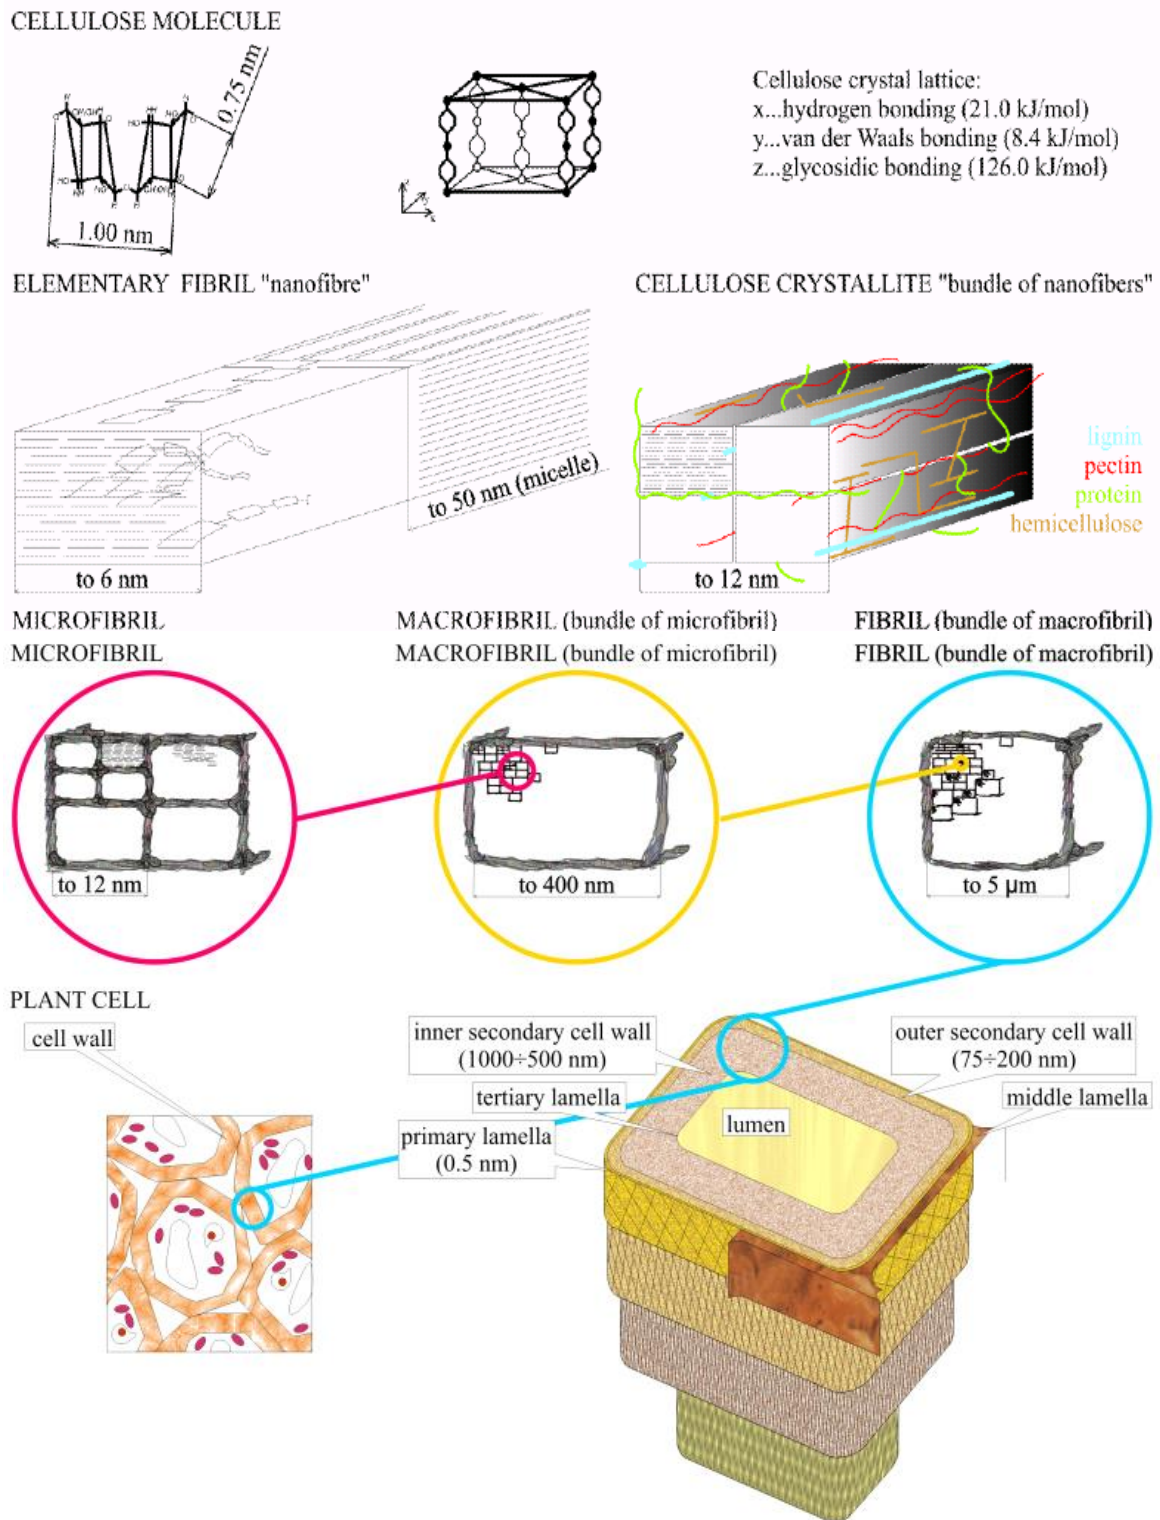 CELLULOSE MOLECULE
0.75 nm
1.00 nm
x
y
Cellulose crystal lattice:
x...hydrogen bonding (21.0 kJ/mol)
y...van der Waals bonding (8.4 kJ/mol)
z...glycosidic bonding (126.0 kJ/mol)
ELEMENTARY FIBRIL "nanofibre"
to 50 nm (micelle)
to 6 nm
CELLULOSE CRYSTALLITE "bundle of nanofibers"
lignin
pectin
protein
hemicellulose
to 12 nm
MICROFIBRIL
MACROFIBRIL (bundle of microfibril)
FIBRIL (bundle of macrofibril)
MICROFIBRIL
MACROFIBRIL (bundle of microfibril)
FIBRIL (bundle of macrofibril)
to 12 nm
to 400 nm
to 5 µm
PLANT CELL
cell wall
inner secondary cell wall
(1000÷500 nm)
outer secondary cell wall
(75÷200 nm)
tertiary lamella
middle lamella
lumen
primary lamella
(0.5 nm)